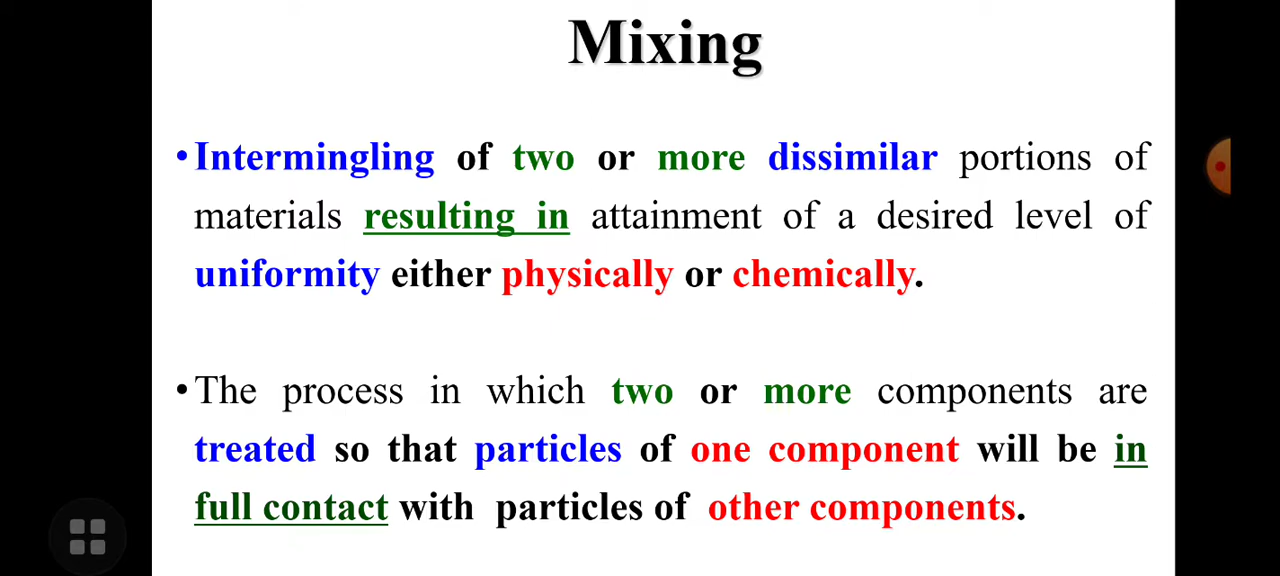 Mixing
•Intermingling of two or more dissimilar portions of
materials resulting in attainment of a desired level of
uniformity either physically or chemically.
•The process in which two or more components are
treated so that particles of one component will be in
full contact with particles of other components.